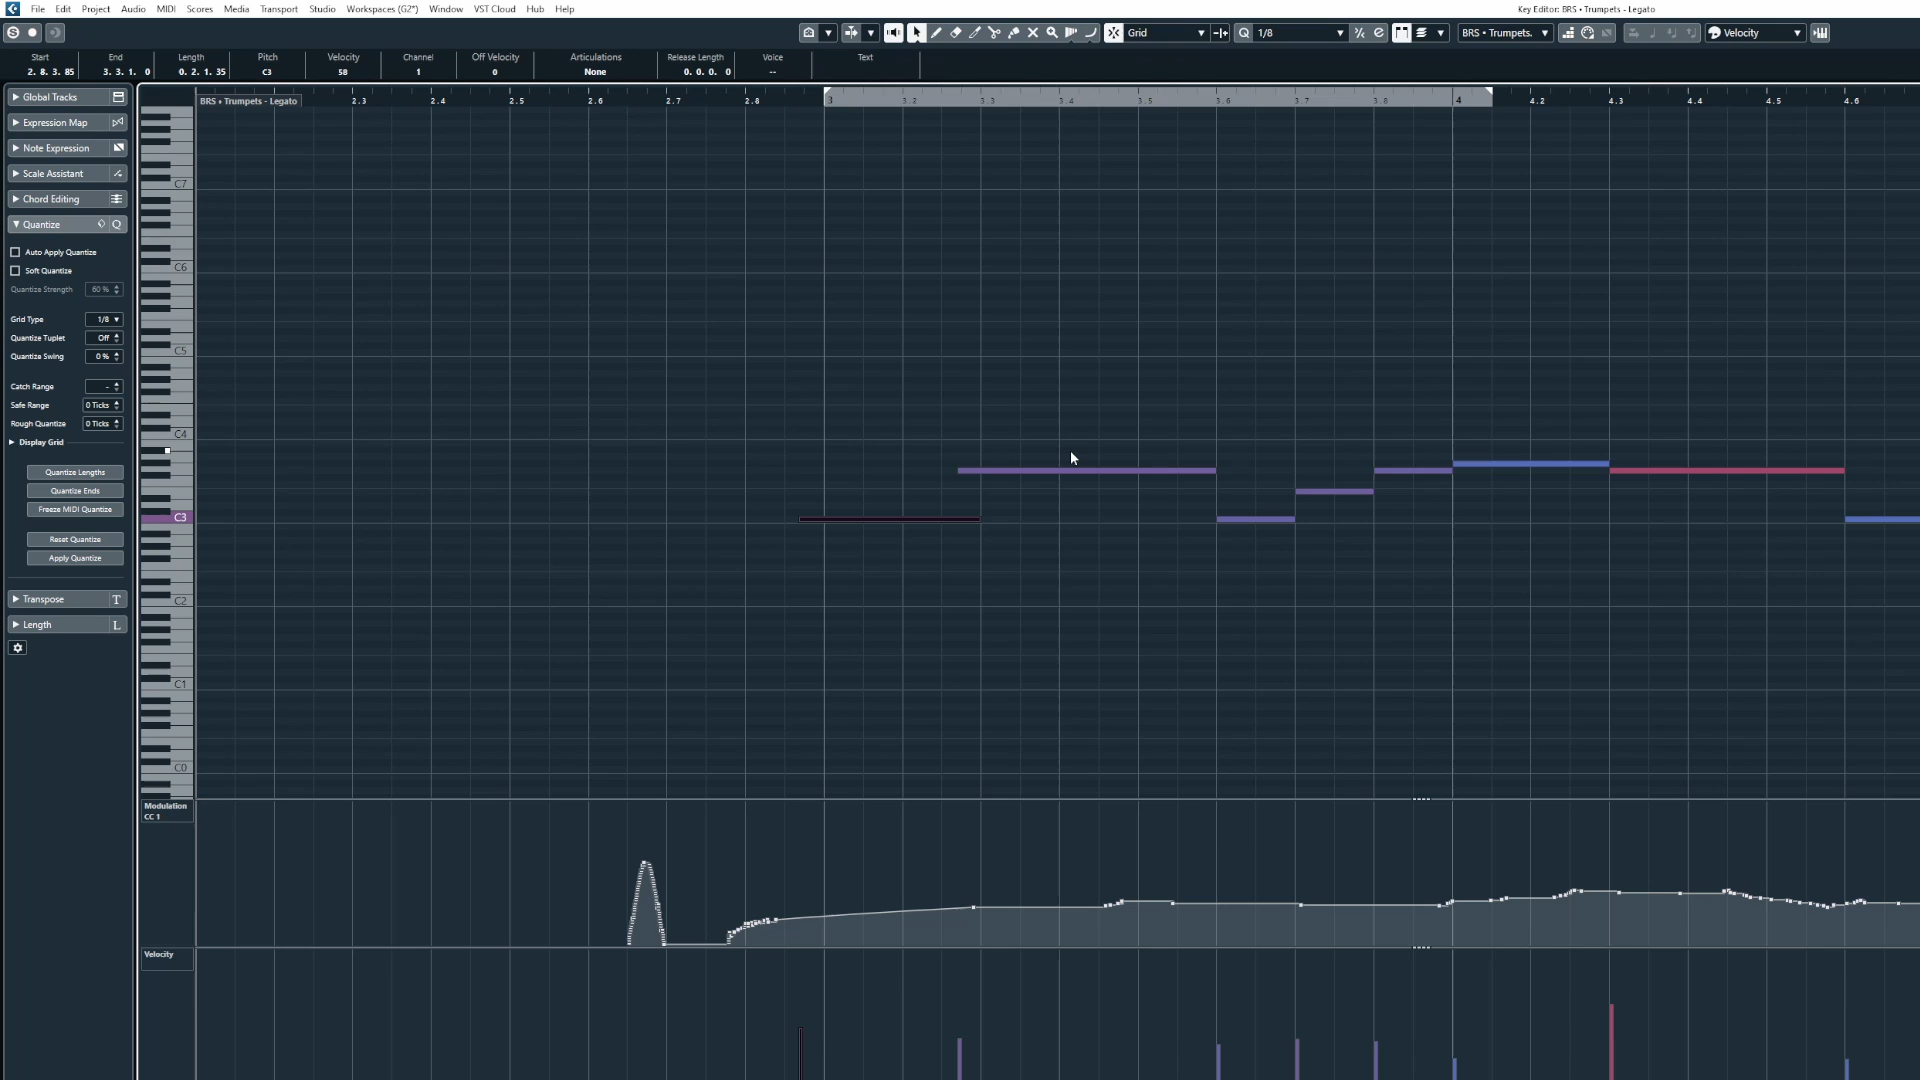 File Edit Project Audio MIDI Scores Media Transport Studio Workspaces (G2*) Window VST Cloud Hub Help Key Editor: BRS • Trumpets - Legato
S Grid Q 1/8 BRS • Trumpets. Velocity
Start End Length Pitch Velocity Channel Off Velocity Articulations Release Length Voice Text
2. 8. 3. 85 3. 3. 1. 0 0. 2. 1. 35 C3 58 1 0 None 0. 0. 0. 0 --
Global Tracks
BRS • Trumpets - Legato 2.3 2.4 2.5 2.6 2.7 2.8 3 3.2 3.3 3.4 3.5 3.6 3.7 3.8 4 4.2 4.3 4.4 4.5 4.6
Expression Map
Note Expression
Scale Assistant
C7
Chord Editing
Quantize Q
Auto Apply Quantize
C6
Soft Quantize
Quantize Strength 60 %
Grid Type 1/8
Quantize Tuplet Off
C5
Quantize Swing 0 %
Catch Range -
Safe Range 0 Ticks
Rough Quantize 0 Ticks
C4
Display Grid
Quantize Lengths
Quantize Ends
Freeze MIDI Quantize
C3
Reset Quantize
Apply Quantize
Transpose T
C2
Length L
C1
C0
Modulation
CC 1
Velocity